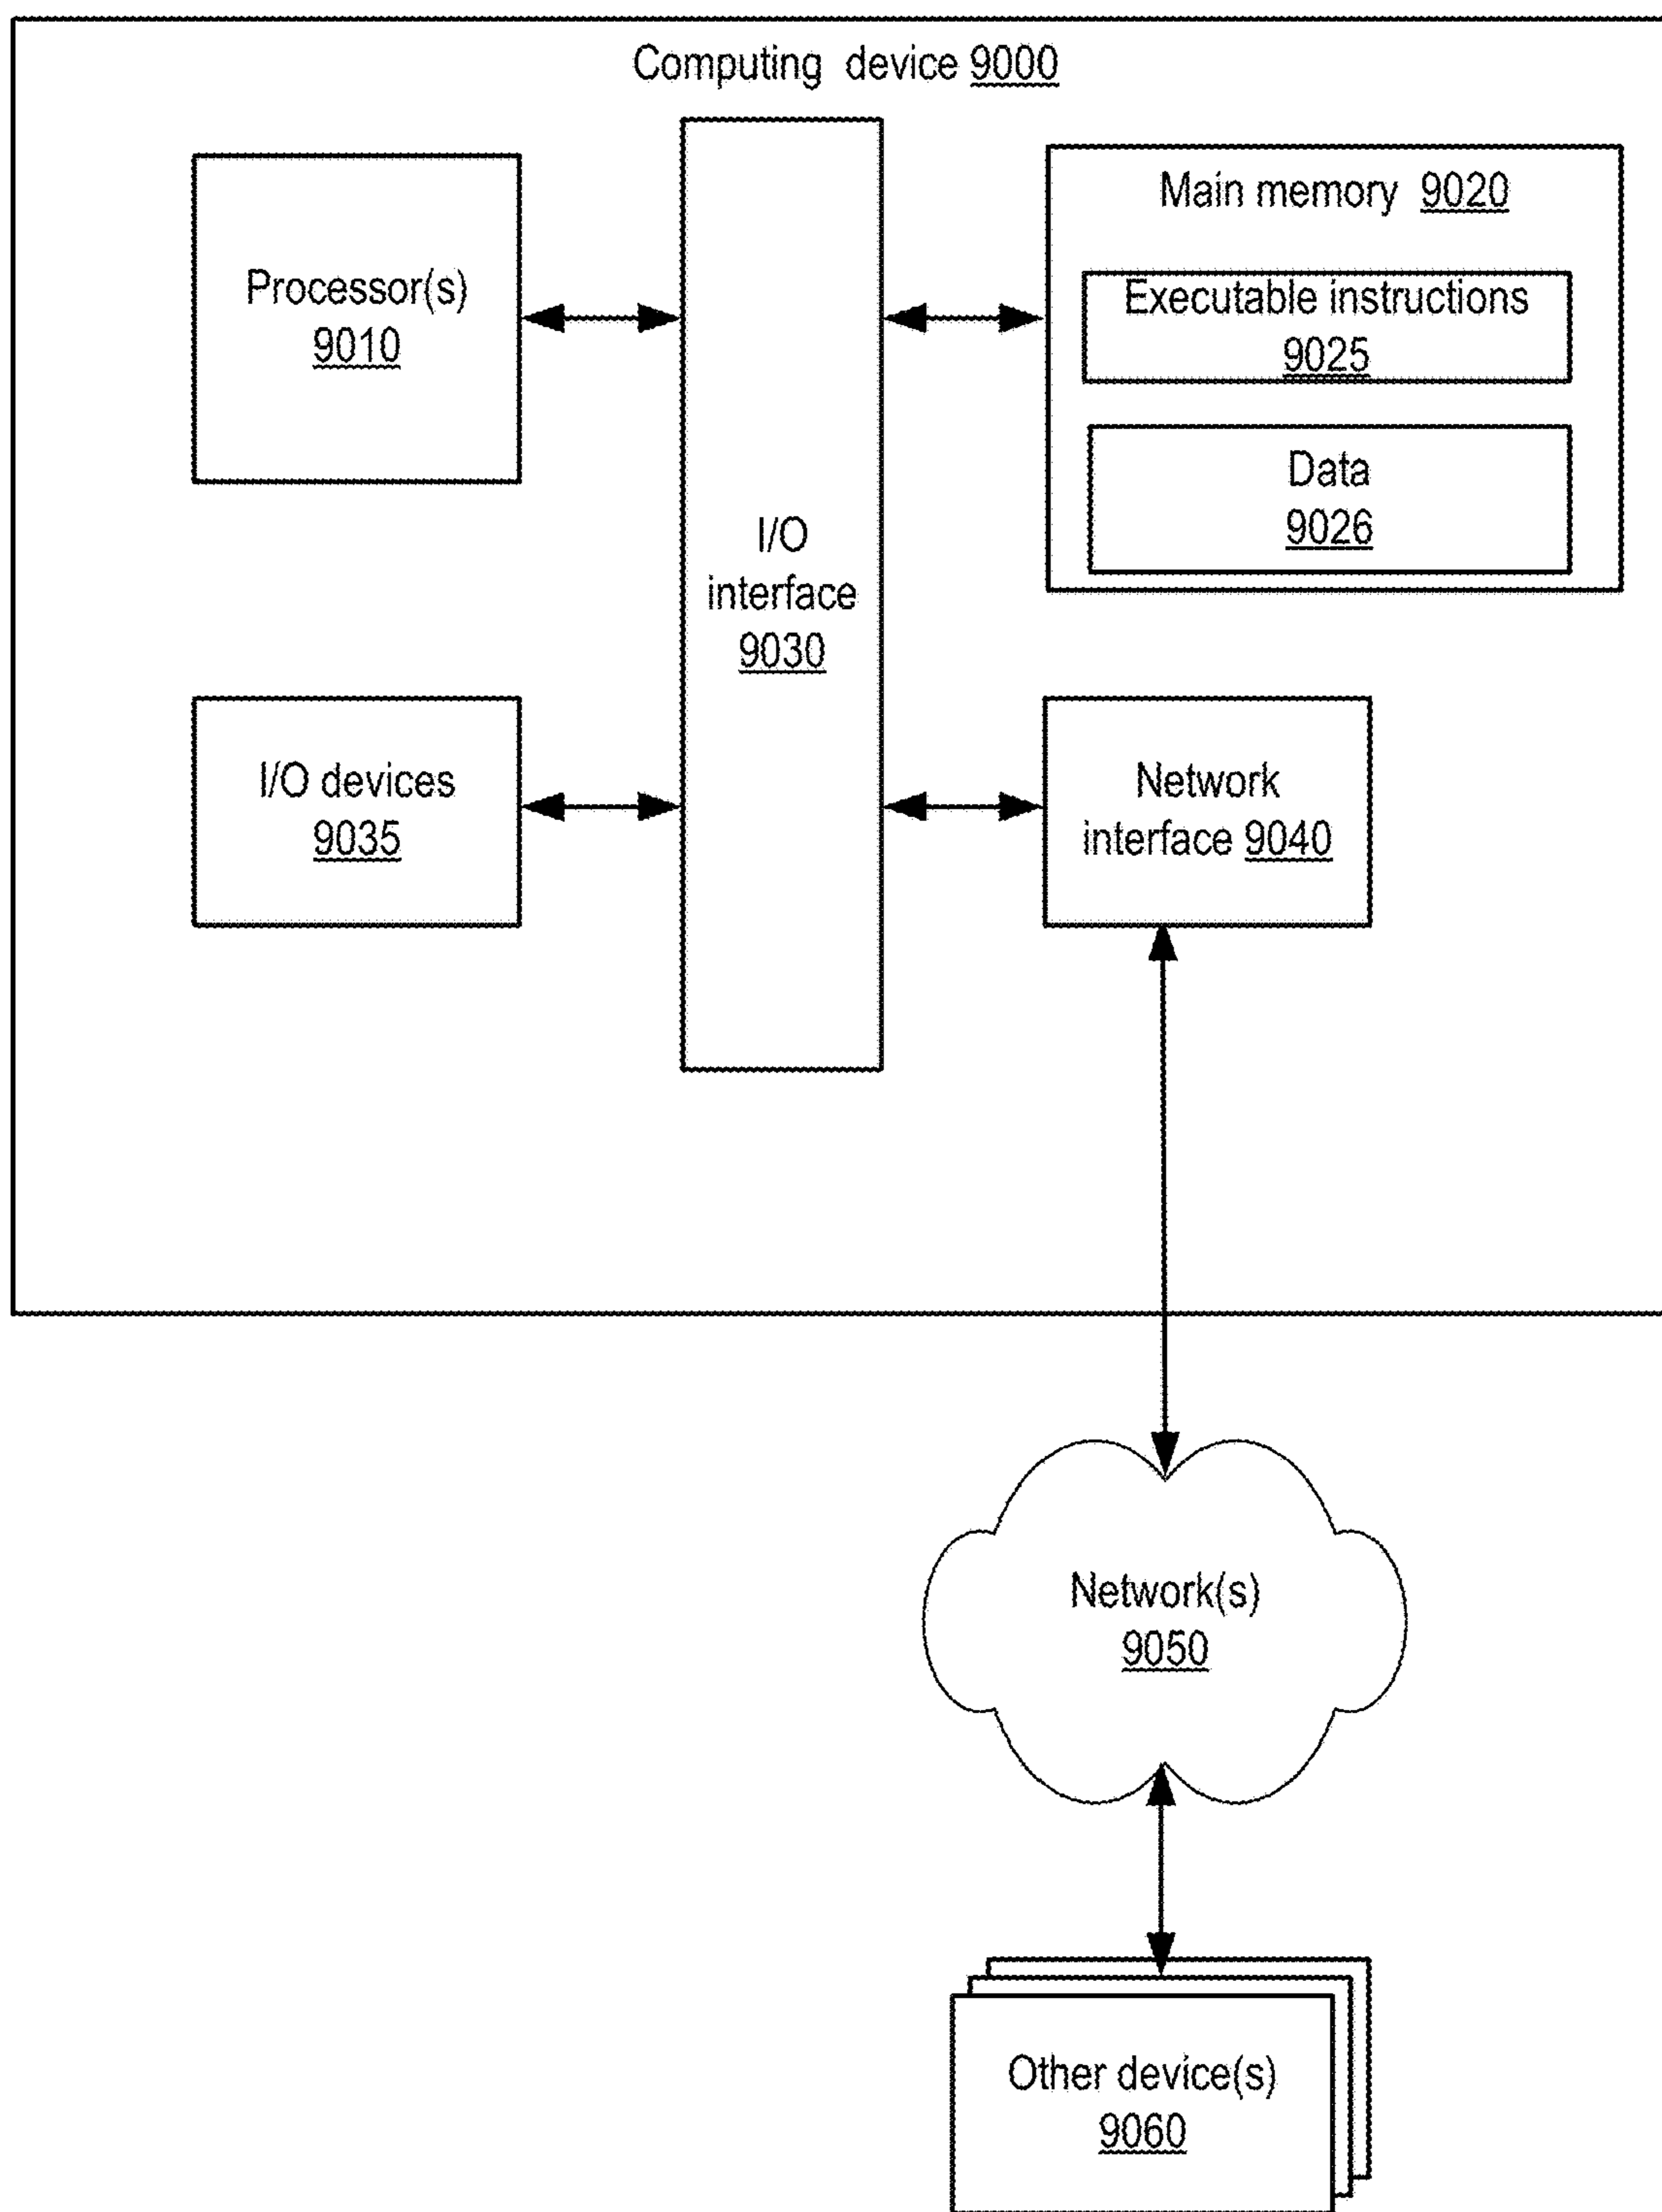 Computing device 9000
Processor(s)
9010
I/O
interface
9030
Main memory 9020
Executable instructions
9025
Data
9026
I/O devices
9035
Network
interface 9040
Network(s)
9050
Other device(s)
9060